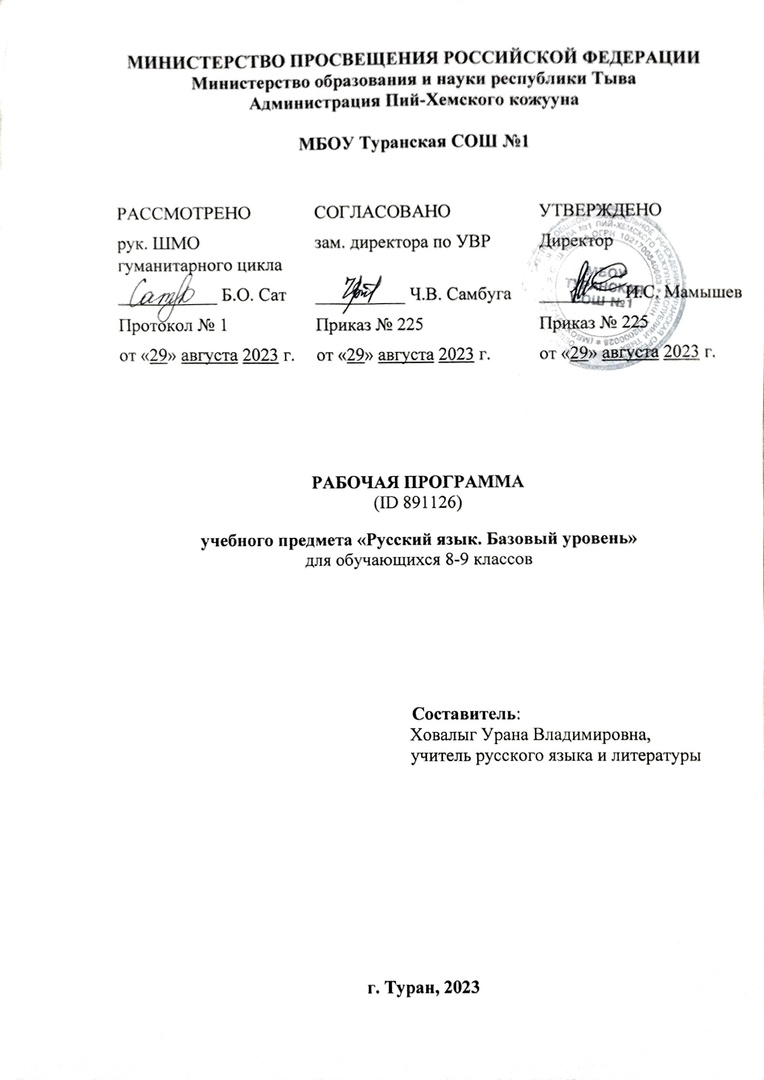 МИНИСТЕРСТВО ПРОСВЕЩЕНИЯ РОССИЙСКОЙ ФЕДЕРАЦИИ
Министерство образования и науки республики Тыва
Администрация Пий-Хемского кожууна
МБОУ Туранская СОШ №1
РАССМОТРЕНО
рук. ШМО
гуманитарного цикла
Б.О. Сат
Протокол № 1
от «29» августа 2023 г.
СОГЛАСОВАНО
зам. директора по УВР
Ч.В. Самбуга
Приказ № 225
от «29» августа 2023 г.
УТВЕРЖДЕНО
Директор
И.С. Мамышев
Приказ № 225
от «29» августа 2023 г.
МБОУ
ТУРАНСКАЯ
СОШ №1
РАБОЧАЯ ПРОГРАММА
(ID 891126)
учебного предмета «Русский язык. Базовый уровень»
для обучающихся 8-9 классов
Составитель:
Ховалыг Урана Владимировна,
учитель русского языка и литературы
г. Туран, 2023